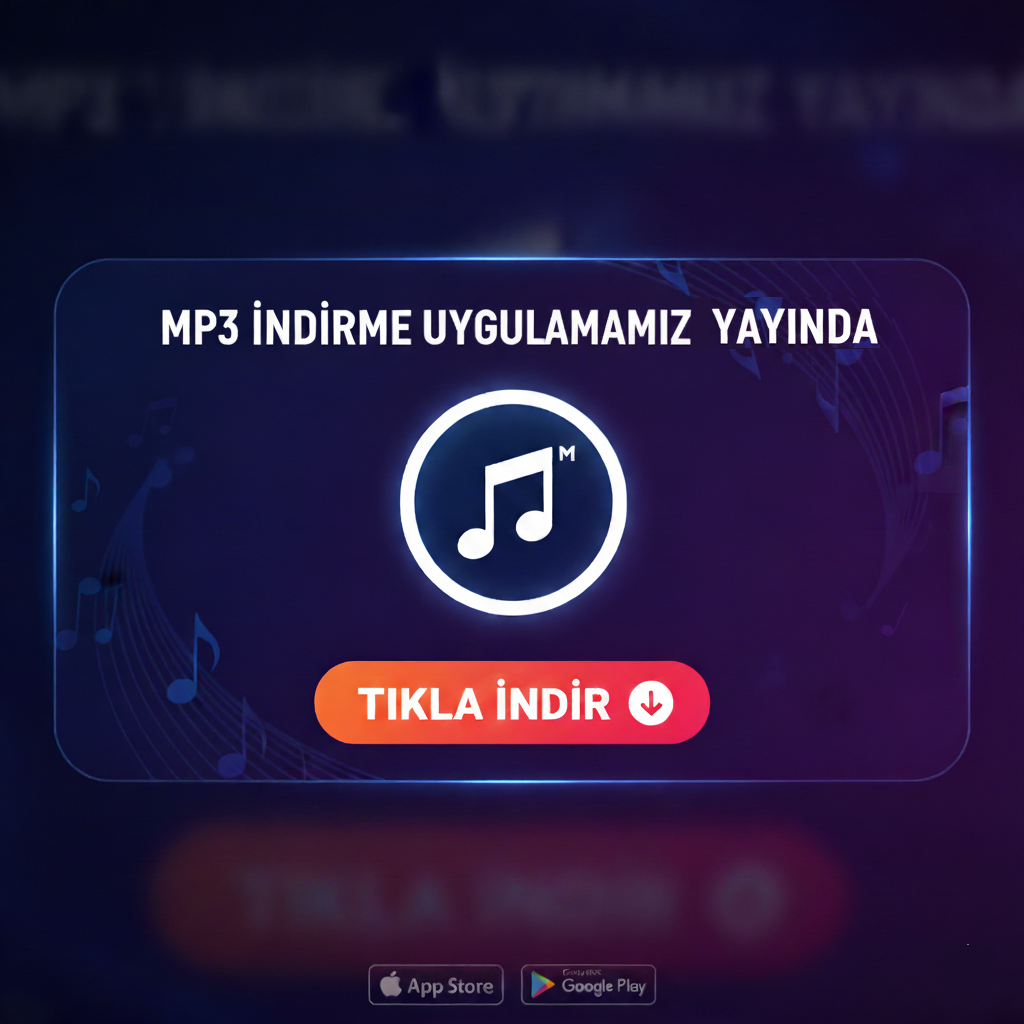 MP3 İNDİRME UYGULAMAMIZ YAYINDA
M
TIKLA İNDİR
App Store
Google Play